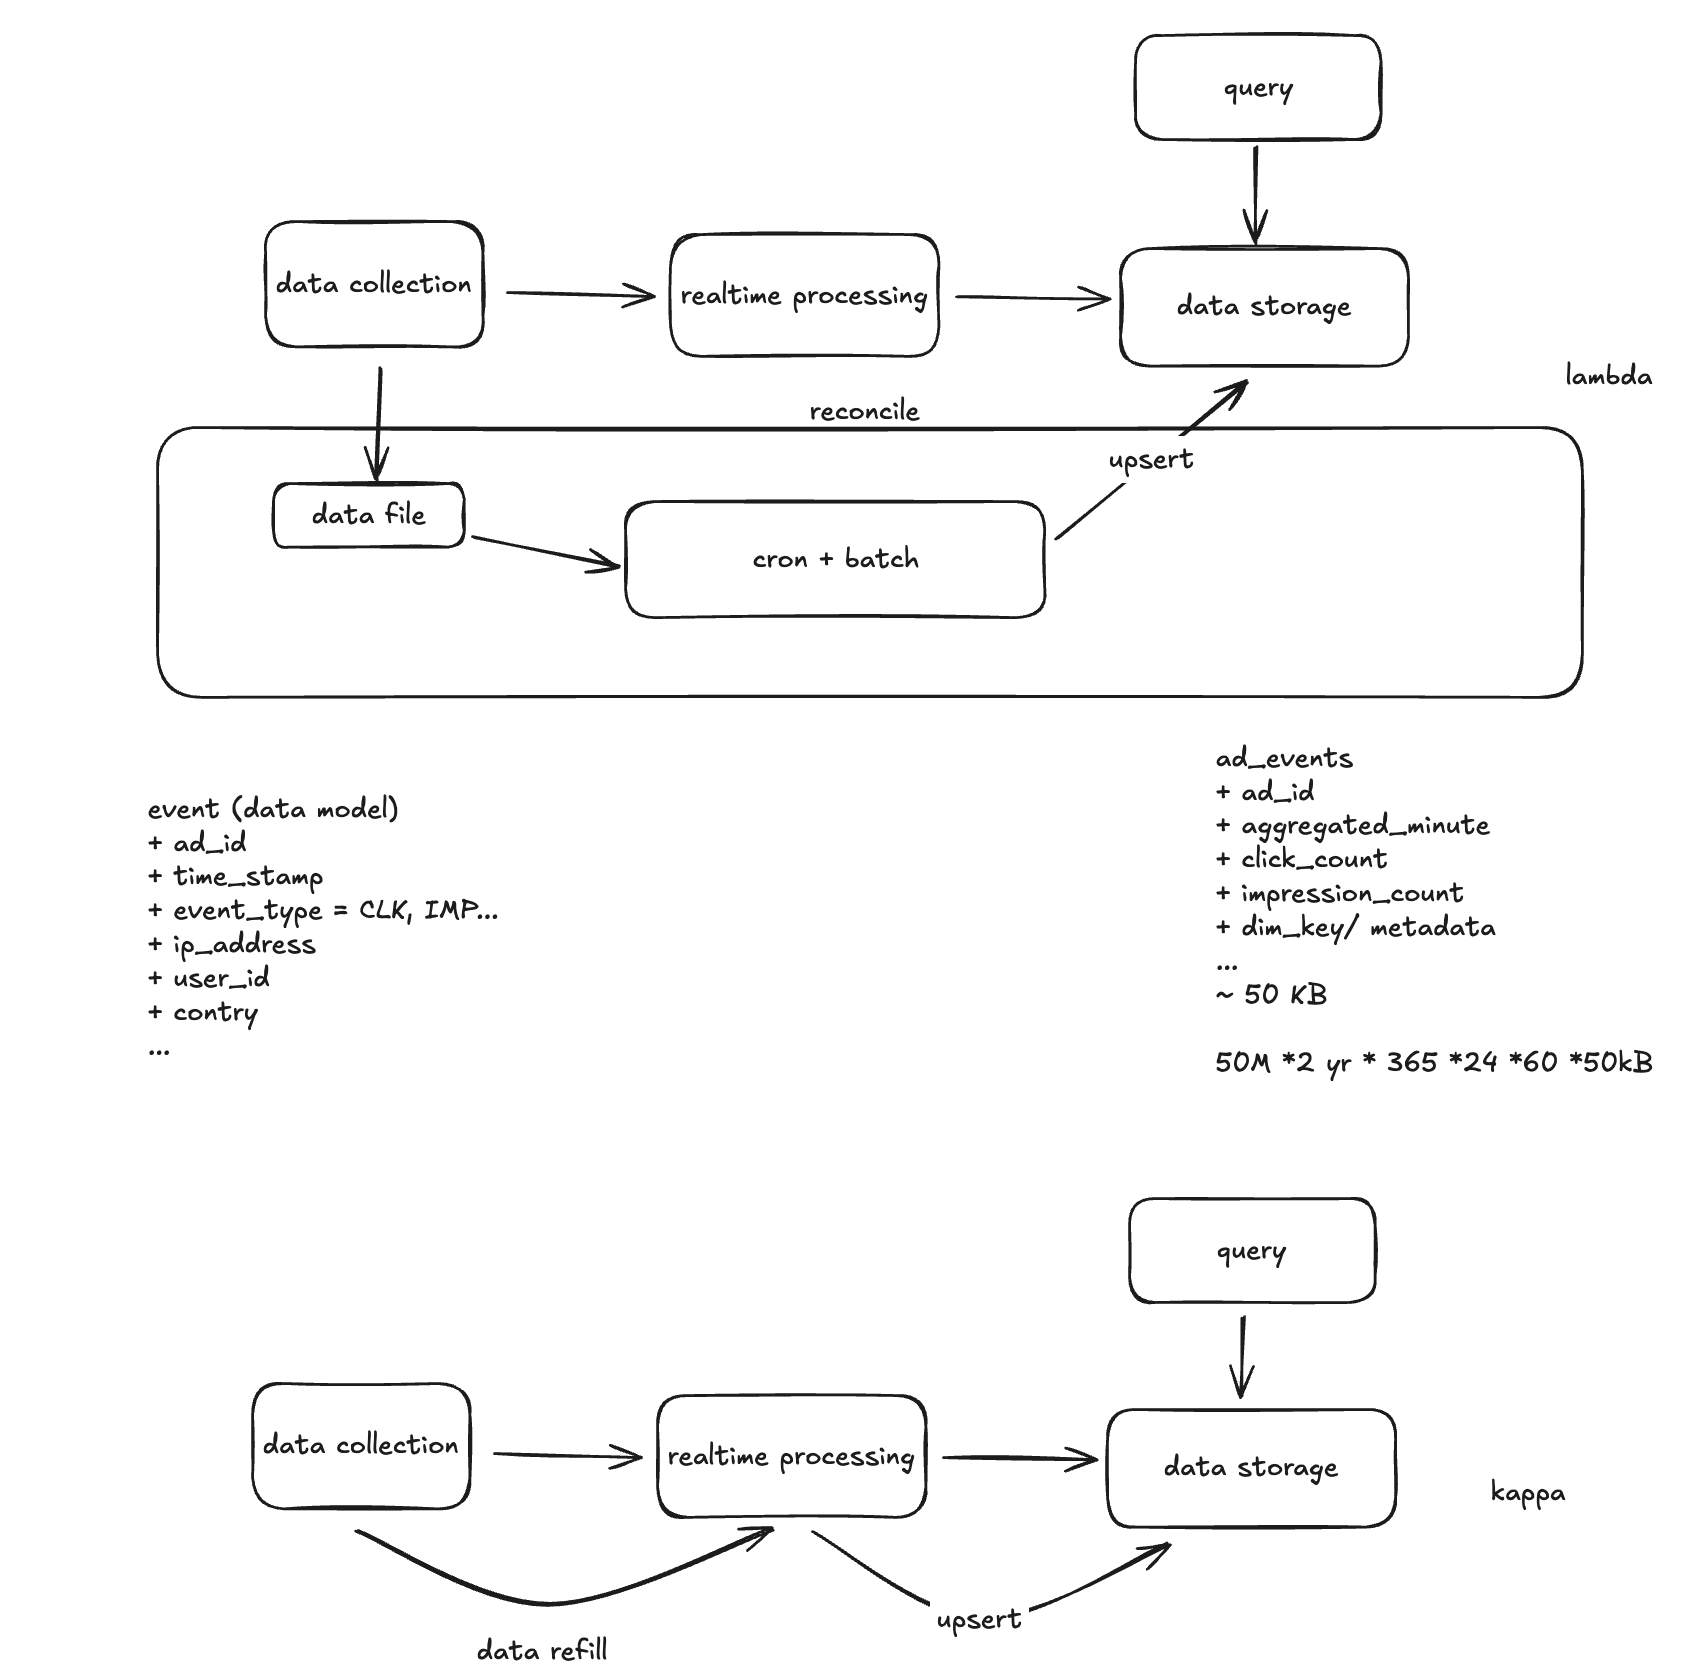 query
data collection
realtime processing
data storage
lambda
reconcile
upsert
data file
cron + batch
event (data model)
+ ad_id
+ time_stamp
+ event_type = CLK, IMP...
+ ip_address
+ user_id
+ contry
...
ad_events
+ ad_id
+ aggregated_minute
+ click_count
+ impression_count
+ dim_key/ metadata
...
~ 50 KB
50M *2 yr * 365 *24 *60 *50kB
query
data collection
realtime processing
data storage
kappa
upsert
data refill